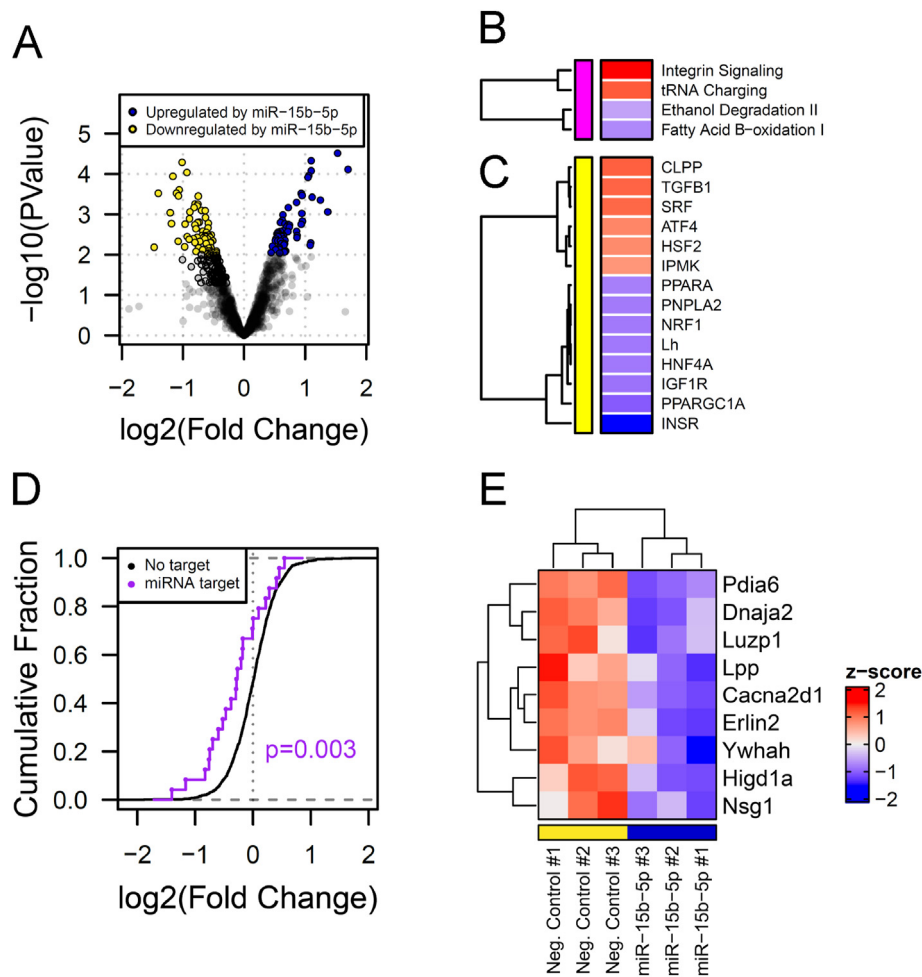 A
Upregulated by miR−15b−5p
Downregulated by miR−15b−5p
5
4
3
2
1
0
−log10(PValue)
−2
−1
0
1
2
log2(Fold Change)
B
Integrin Signaling
tRNA Charging
Ethanol Degradation II
Fatty Acid B-oxidation I
C
CLPP
TGFB1
SRF
ATF4
HSF2
IPMK
PPARA
PNPLA2
NRF1
Lh
HNF4A
IGF1R
PPARGC1A
INSR
D
No target
miRNA target
1.0
0.8
0.6
0.4
0.2
0.0
Cumulative Fraction
p=0.003
−2
−1
0
1
2
log2(Fold Change)
E
Pdia6
Dnaja2
Luzp1
Lpp
Cacna2d1
Erlin2
Ywhah
Higd1a
Nsg1
Neg. Control #1
Neg. Control #2
Neg. Control #3
miR−15b−5p #3
miR−15b−5p #2
miR−15b−5p #1
z−score
2
1
0
−1
−2